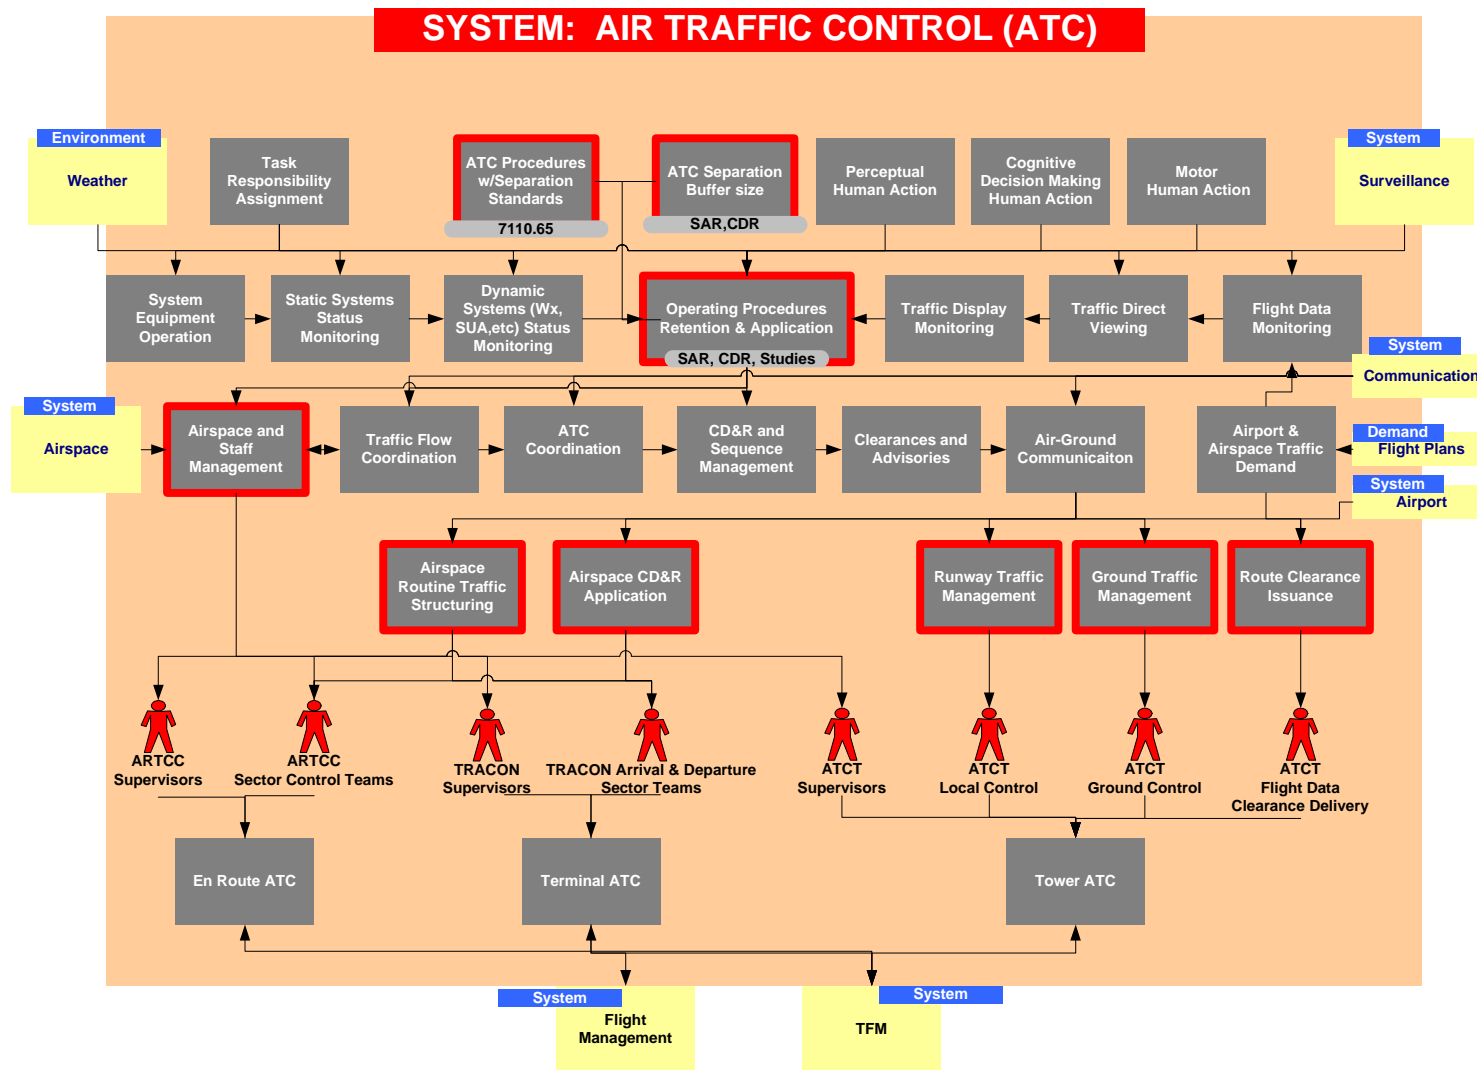 SYSTEM: AIR TRAFFIC CONTROL (ATC)
Environment
Weather
Task
Responsibility
Assignment
ATC Procedures
w/Separation
Standards
7110.65
ATC Separation
Buffer size
SAR,CDR
Perceptual
Human Action
Cognitive
Decision Making
Human Action
Motor
Human Action
System
Surveillance
System
Equipment
Operation
Static Systems
Status
Monitoring
Dynamic
Systems (Wx,
SUA,etc) Status
Monitoring
Operating Procedures
Retention & Application
SAR, CDR, Studies
Traffic Display
Monitoring
Traffic Direct
Viewing
Flight Data
Monitoring
System
Communication
System
Airspace
Airspace and
Staff
Management
Traffic Flow
Coordination
ATC
Coordination
CD&R and
Sequence
Management
Clearances and
Advisories
Air-Ground
Communicaiton
Airport &
Airspace Traffic
Demand
Demand
Flight Plans
System
Airport
Airspace
Routine Traffic
Structuring
Airspace CD&R
Application
Runway Traffic
Management
Ground Traffic
Management
Route Clearance
Issuance
ARTCC
Supervisors
ARTCC
Sector Control Teams
TRACON
Supervisors
TRACON Arrival & Departure
Sector Teams
ATCT
Supervisors
ATCT
Local Control
ATCT
Ground Control
ATCT
Flight Data
Clearance Delivery
En Route ATC
Terminal ATC
Tower ATC
System
Flight
Management
System
TFM